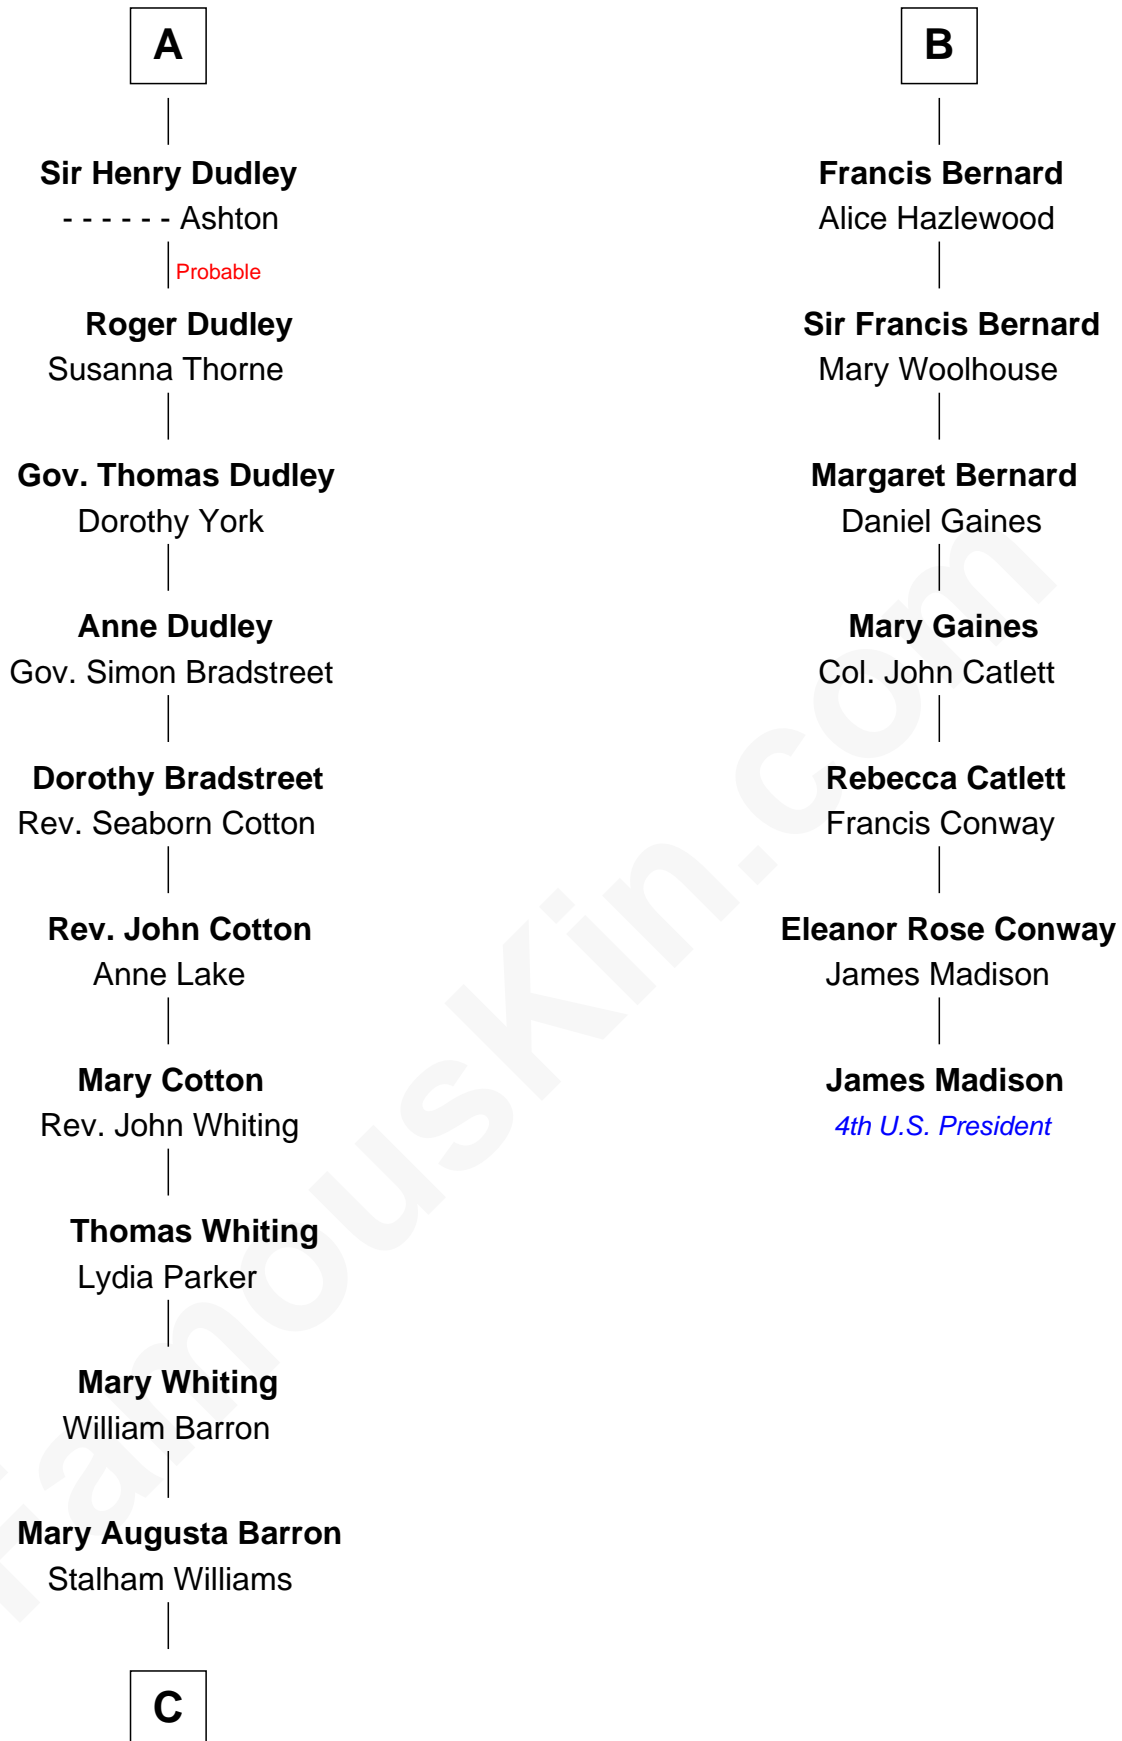 A
Sir Henry Dudley
- - - - - - Ashton
Probable
Roger Dudley
Susanna Thorne
Gov. Thomas Dudley
Dorothy York
Anne Dudley
Gov. Simon Bradstreet
Dorothy Bradstreet
Rev. Seaborn Cotton
Rev. John Cotton
Anne Lake
Mary Cotton
Rev. John Whiting
Thomas Whiting
Lydia Parker
Mary Whiting
William Barron
Mary Augusta Barron
Stalham Williams
C
B
Francis Bernard
Alice Hazlewood
Sir Francis Bernard
Mary Woolhouse
Margaret Bernard
Daniel Gaines
Mary Gaines
Col. John Catlett
Rebecca Catlett
Francis Conway
Eleanor Rose Conway
James Madison
James Madison
4th U.S. President
FamousKin.com